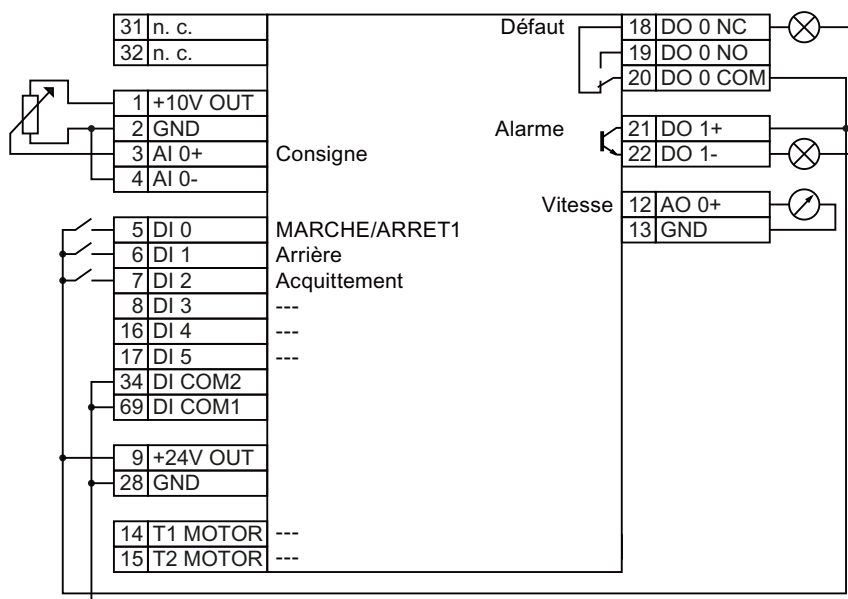 31 n. c.
32 n. c.
1 +10V OUT
2 GND
3 AI 0+ Consigne
4 AI 0-
5 DI 0 MARCHE/ARRET1
6 DI 1 Arrière
7 DI 2 Acquittement
8 DI 3 ---
16 DI 4 ---
17 DI 5 ---
34 DI COM2
69 DI COM1
9 +24V OUT
28 GND
14 T1 MOTOR ---
15 T2 MOTOR ---
Défaut 18 DO 0 NC
19 DO 0 NO
20 DO 0 COM
Alarme 21 DO 1+
22 DO 1-
Vitesse 12 AO 0+
13 GND